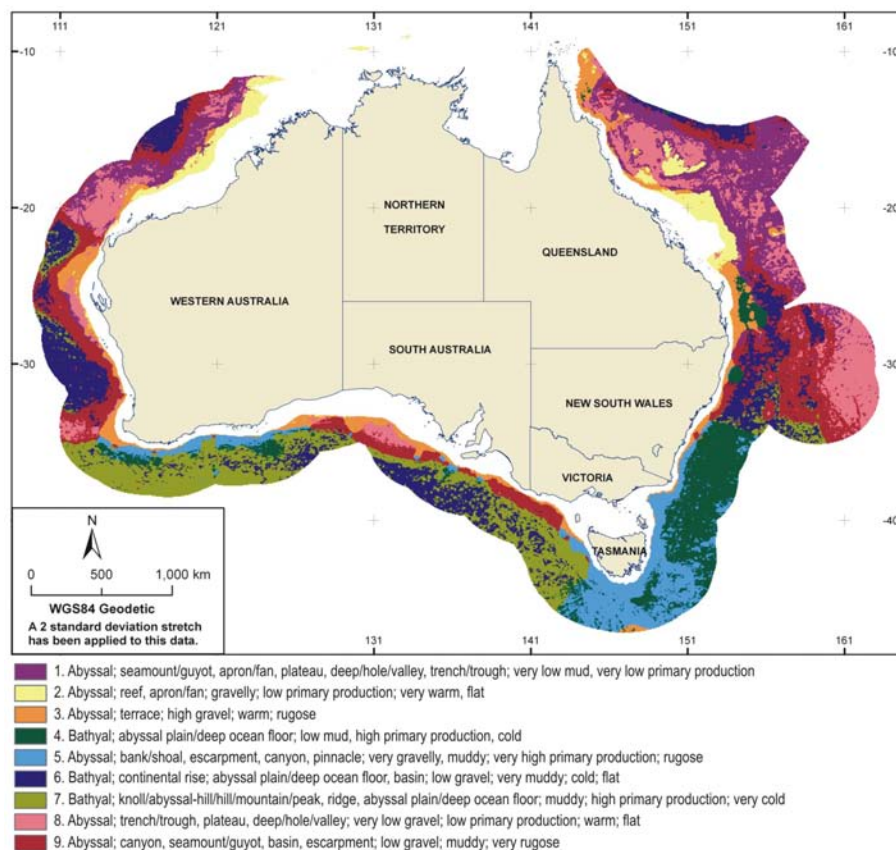 111 121 131 141 151 161
-10 -10
-20 -20
-30 -30
-40 -40
NORTHERN
TERRITORY
QUEENSLAND
WESTERN AUSTRALIA
SOUTH AUSTRALIA
NEW SOUTH WALES
VICTORIA
TASMANIA
N
0 500 1,000 km
WGS84 Geodetic
A 2 standard deviation stretch
has been applied to this data.
131 141 151 161
1. Abyssal; seamount/guyot, apron/fan, plateau, deep/hole/valley, trench/trough; very low mud, very low primary production
2. Abyssal; reef, apron/fan; gravelly; low primary production; very warm, flat
3. Abyssal; terrace; high gravel; warm; rugose
4. Bathyal; abyssal plain/deep ocean floor; low mud, high primary production, cold
5. Abyssal; bank/shoal, escarpment, canyon, pinnacle; very gravelly, muddy; very high primary production; rugose
6. Bathyal; continental rise; abyssal plain/deep ocean floor, basin; low gravel; very muddy; cold; flat
7. Bathyal; knoll/abyssal-hill/hill/mountain/peak, ridge, abyssal plain/deep ocean floor; muddy; high primary production; very cold
8. Abyssal; trench/trough, plateau, deep/hole/valley; very low gravel; low primary production; warm; flat
9. Abyssal; canyon, seamount/guyot, basin, escarpment; low gravel; muddy; very rugose